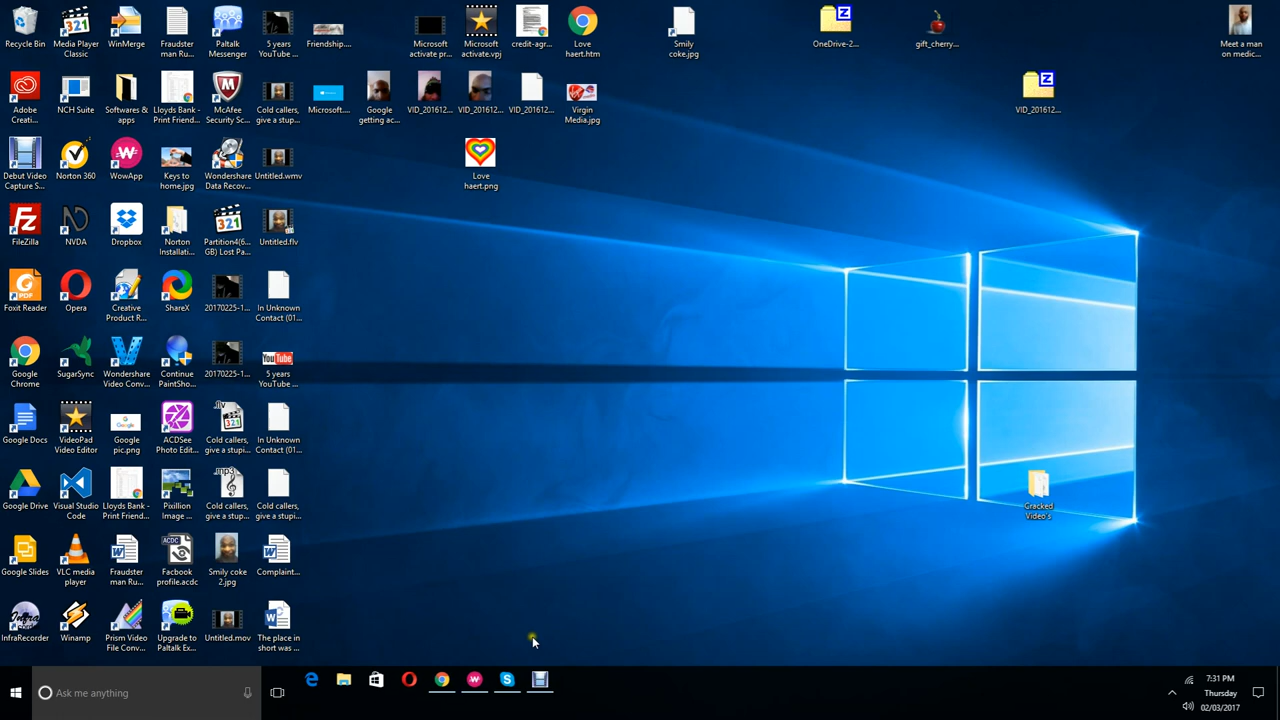 Recycle Bin
Media Player
Classic
WinMerge
Fraudster
man Ru...
Paltalk
Messenger
5 years
YouTube ...
Friendship....
Microsoft
activate pr...
Microsoft
activate.vpj
credit-agr...
Love
haert.htm
Smily
coke.jpg
OneDrive-2...
gift_cherry...
Meet a man
on medic...
Adobe
Creati...
NCH Suite
Softwares &
apps
Lloyds Bank -
Print Friend...
McAfee
Security Sc...
Cold callers,
give a stup...
Microsoft....
Google
getting ac...
VID_201612...
VID_201612...
VID_201612...
Virgin
Media.jpg
VID_201612...
Debut Video
Capture S...
Norton 360
WowApp
Keys to
home.jpg
Wondershare
Data Recov...
Untitled.wmv
Love
haert.png
FileZilla
NVDA
Dropbox
Norton
Installati...
Partition4(6...
GB) Lost Pa...
Untitled.flv
Foxit Reader
Opera
Creative
Product R...
ShareX
20170225-1...
In Unknown
Contact (01...
Google
Chrome
SugarSync
Wondershare
Video Conv...
Continue
PaintSho...
20170225-1...
YouTube
5 years
YouTube ...
Google Docs
VideoPad
Video Editor
Google
pic.png
ACDSee
Photo Edit...
Cold callers,
give a stup...
In Unknown
Contact (01...
Google Drive
Visual Studio
Code
Lloyds Bank -
Print Friend...
Pixillion
Image ...
Cold callers,
give a stupi...
Cold callers,
give a stupi...
Cracked
Video's
Google Slides
VLC media
player
Fraudster
man Ru...
Facbook
profile.acdc
Smily coke
2.jpg
Complaint...
InfraRecorder
Winamp
Prism Video
File Conv...
Upgrade to
Paltalk Ex...
Untitled.mov
The place in
short was ...
Ask me anything
7:31 PM
Thursday
02/03/2017